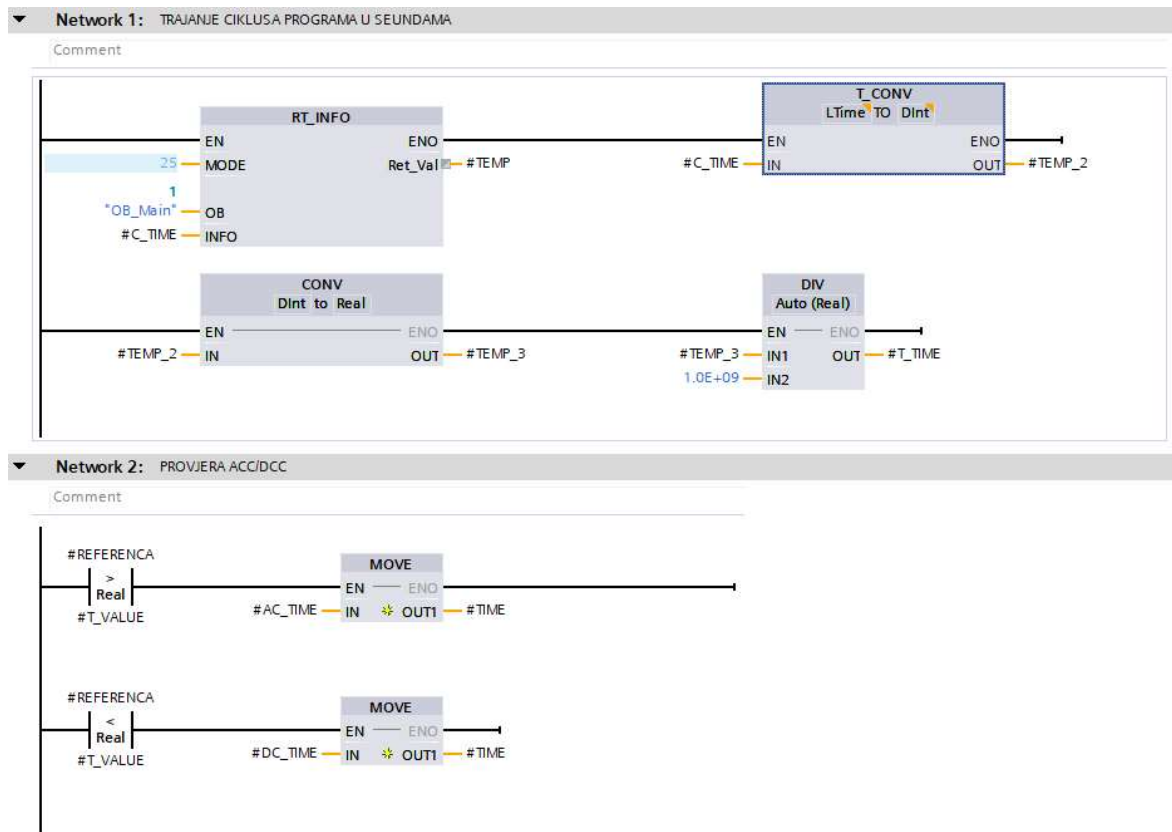 Network 1: TRAJANJE CIKLUSA PROGRAMA U SEUNDAMA
Comment
RT_INFO
EN ENO
25 MODE Ret_Val #TEMP
1
"OB_Main" OB
#C_TIME INFO
T_CONV
LTime TO DInt
EN ENO
#C_TIME IN OUT #TEMP_2
CONV
DInt to Real
EN ENO
#TEMP_2 IN OUT #TEMP_3
DIV
Auto (Real)
EN ENO
#TEMP_3 IN1 OUT #T_TIME
1.0E+09 IN2
Network 2: PROVJERA ACC/DCC
Comment
#REFERENCA
>
Real
#T_VALUE
MOVE
EN ENO
#AC_TIME IN OUT1 #TIME
#REFERENCA
<
Real
#T_VALUE
MOVE
EN ENO
#DC_TIME IN OUT1 #TIME